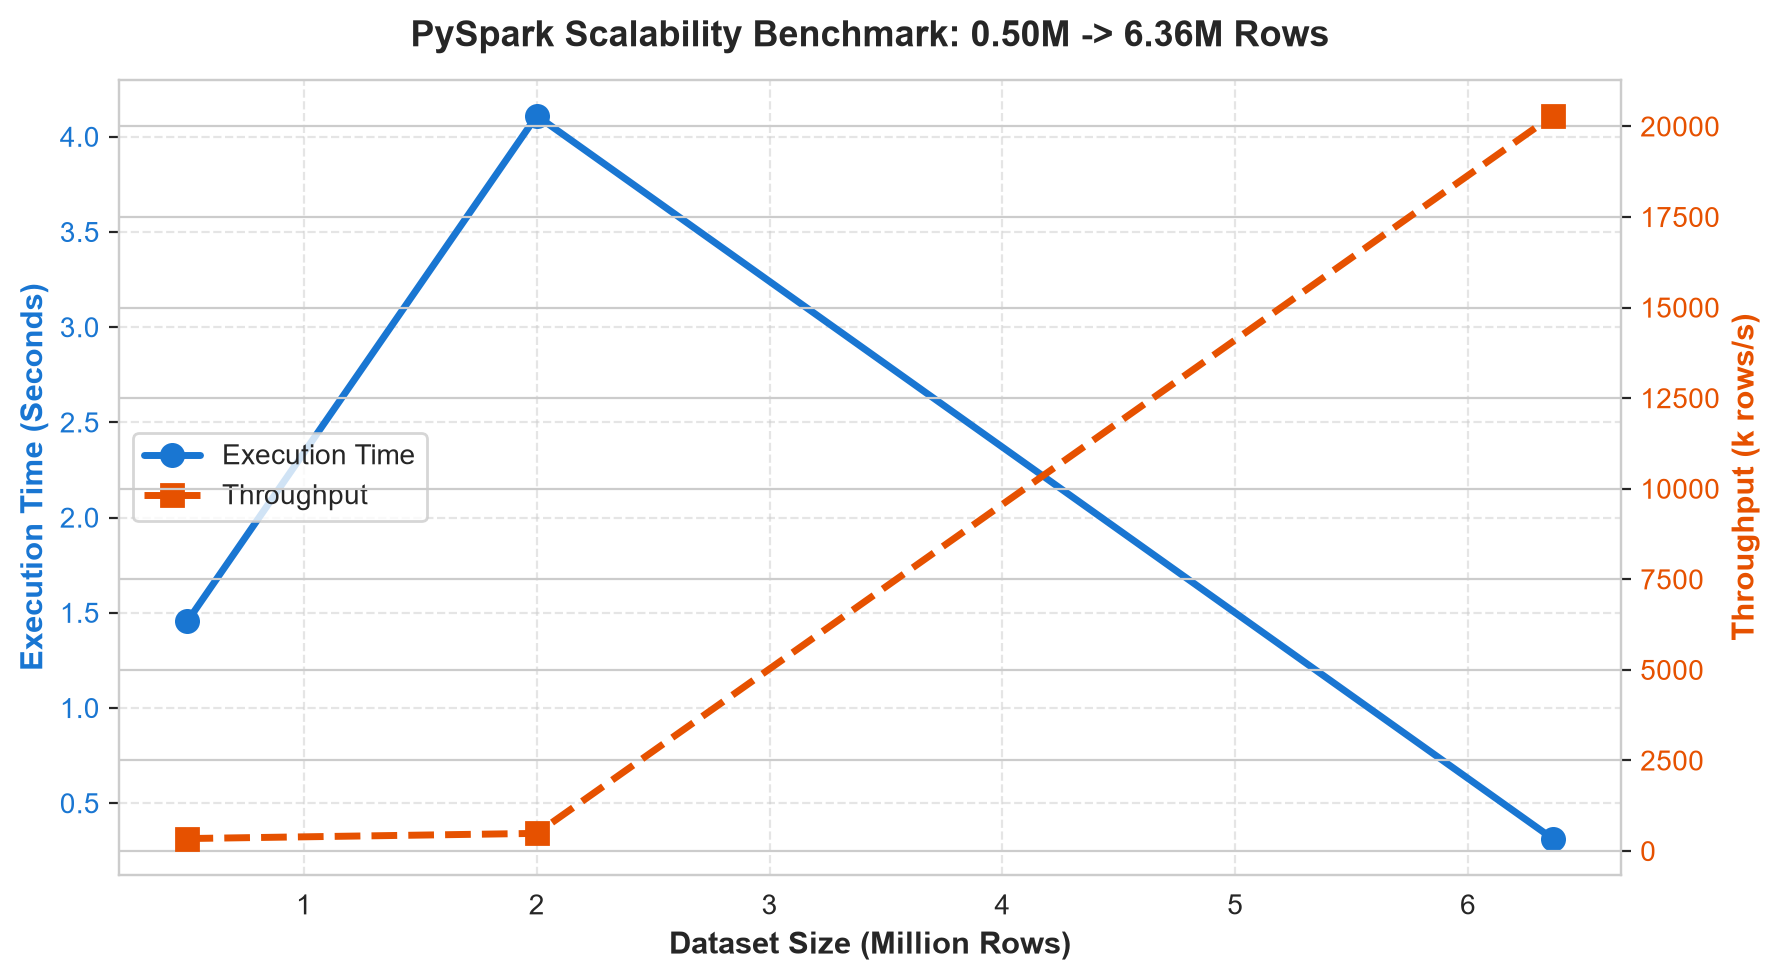 PySpark Scalability Benchmark: 0.50M -> 6.36M Rows
Execution Time (Seconds)
4.0
3.5
3.0
2.5
2.0
1.5
1.0
0.5
Execution Time
Throughput
20000
17500
15000
12500
10000
7500
5000
2500
0
Throughput (k rows/s)
1 2 3 4 5 6
Dataset Size (Million Rows)